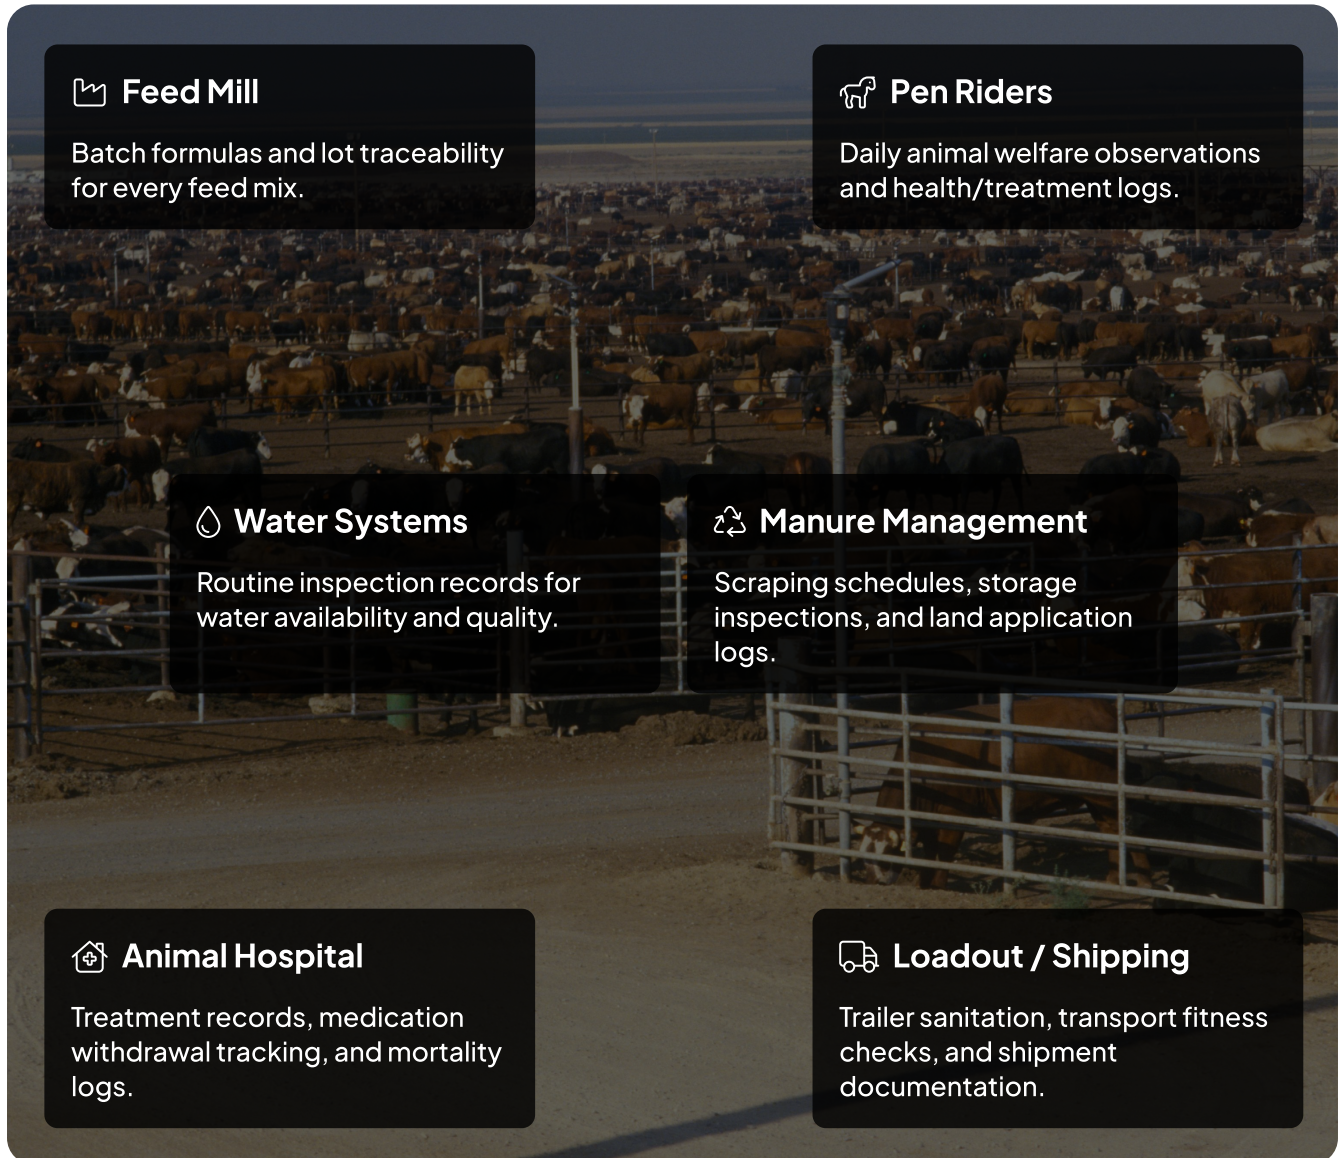 Feed Mill
Batch formulas and lot traceability
for every feed mix.
Pen Riders
Daily animal welfare observations
and health/treatment logs.
Water Systems
Routine inspection records for
water availability and quality.
Manure Management
Scraping schedules, storage
inspections, and land application
logs.
Animal Hospital
Treatment records, medication
withdrawal tracking, and mortality
logs.
Loadout / Shipping
Trailer sanitation, transport fitness
checks, and shipment
documentation.